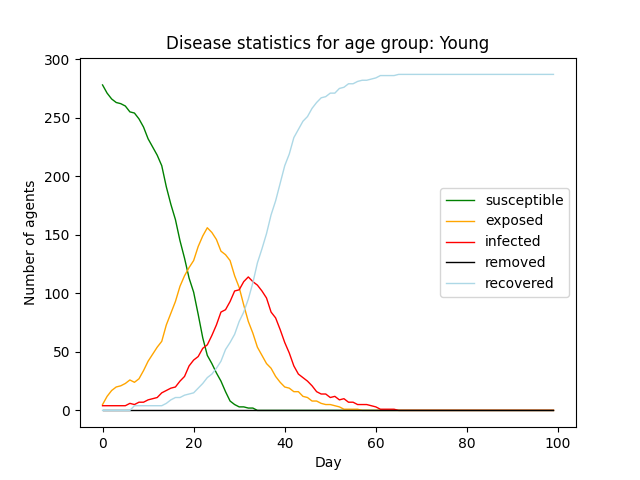 Disease statistics for age group: Young
Number of agents
300
250
200
150
100
50
0
susceptible
exposed
infected
removed
recovered
0 20 40 60 80 100
Day